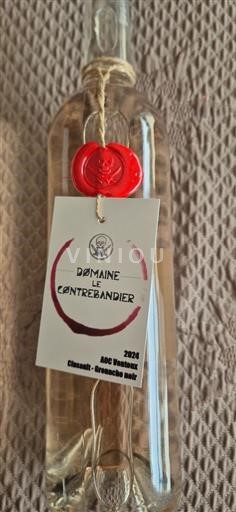 VINIOU
DØMAINE
LE
CØNTREBANDIER
2024
AOC Ventoux
Cinsault - Grenache noir